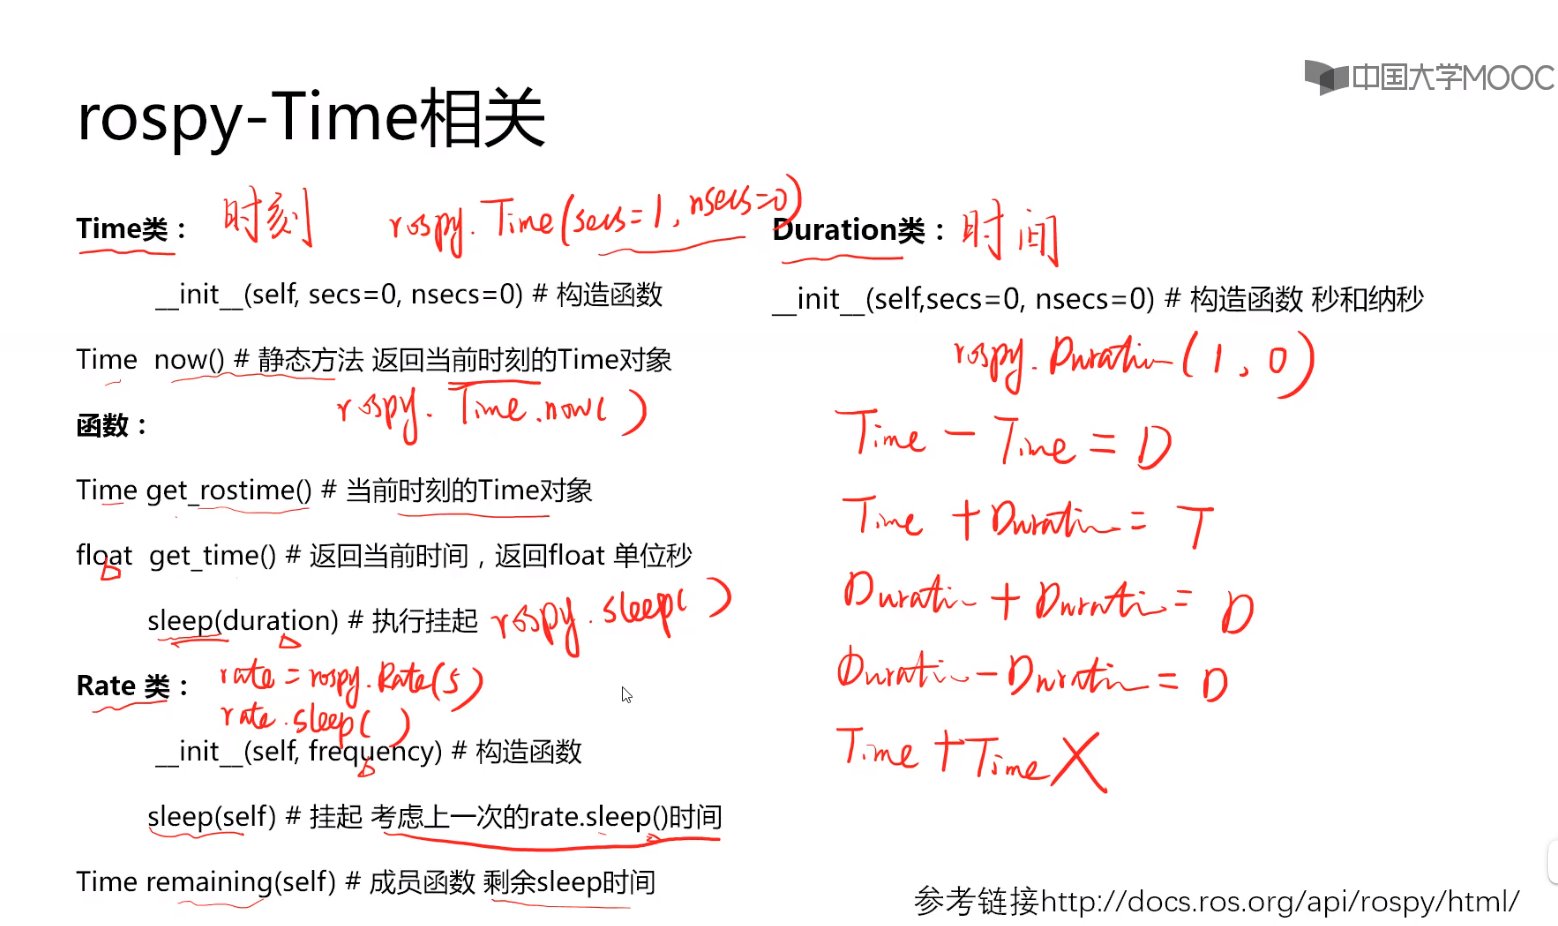 中国大学MOOC
rospy-Time相关
Time类： 时刻 rospy.Time(secs=1, nsecs=0)
__init__(self, secs=0, nsecs=0) # 构造函数
Time now() # 静态方法 返回当前时刻的Time对象
rospy.Time.now()
函数：
Time get_rostime() # 当前时刻的Time对象
float get_time() # 返回当前时间，返回float 单位秒
sleep(duration) # 执行挂起 rospy.sleep()
Rate 类： rate=rospy.Rate(5)
rate.sleep()
__init__(self, frequency) # 构造函数
sleep(self) # 挂起 考虑上一次的rate.sleep()时间
Time remaining(self) # 成员函数 剩余sleep时间
Duration类： 时间
__init__(self,secs=0, nsecs=0) # 构造函数 秒和纳秒
rospy.Duration(1,0)
Time - Time = D
Time + Duration = T
Duration + Duration = D
Duration - Duration = D
Time + Time X
参考链接http://docs.ros.org/api/rospy/html/